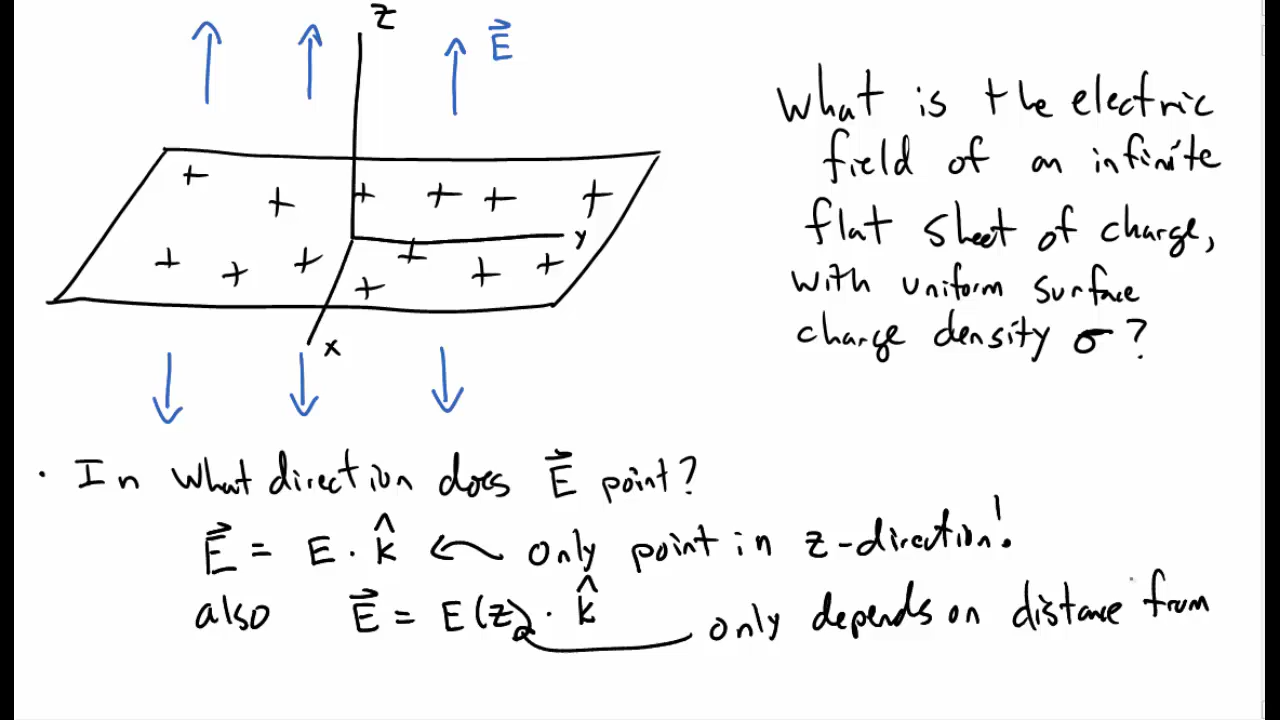 z
E⃗
What is the electric
field of an infinite
flat sheet of charge,
with uniform surface
charge density σ?
+ + + + + + +
y
+ + + + + + +
x
· In what direction does E⃗ point?
E⃗ = E · k̂ ← only point in z-direction!
also E⃗ = E(z) · k̂ only depends on distance from